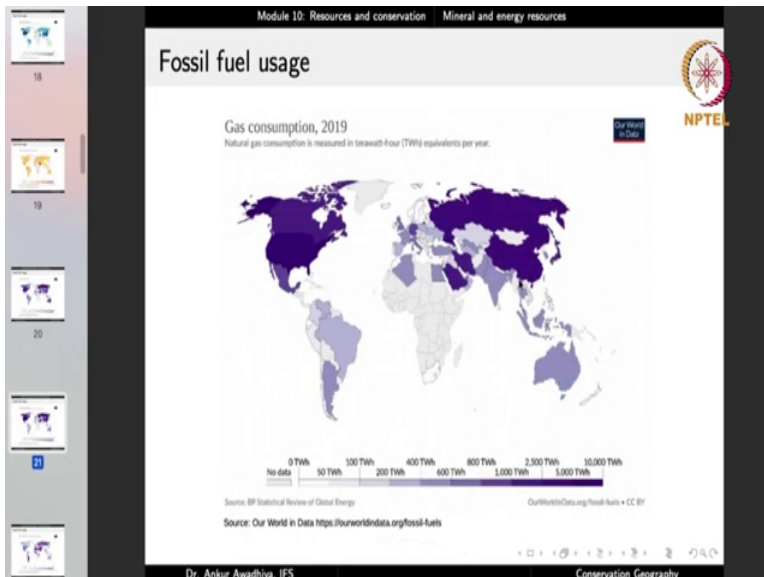 Module 10: Resources and conservation Mineral and energy resources
Fossil fuel usage
NPTEL
Gas consumption, 2019
Natural gas consumption is measured in terawatt-hour (TWh) equivalents per year.
Our World in Data
0 TWh 100 TWh 400 TWh 800 TWh 2,500 TWh 10,000 TWh
No data 50 TWh 200 TWh 600 TWh 1,000 TWh 5,000 TWh
Source: BP Statistical Review of Global Energy OurWorldInData.org/fossil-fuels • CC BY
Source: Our World in Data https://ourworldindata.org/fossil-fuels
Dr. Ankur Awadhiya, IFS Conservation Geography
18
19
20
21